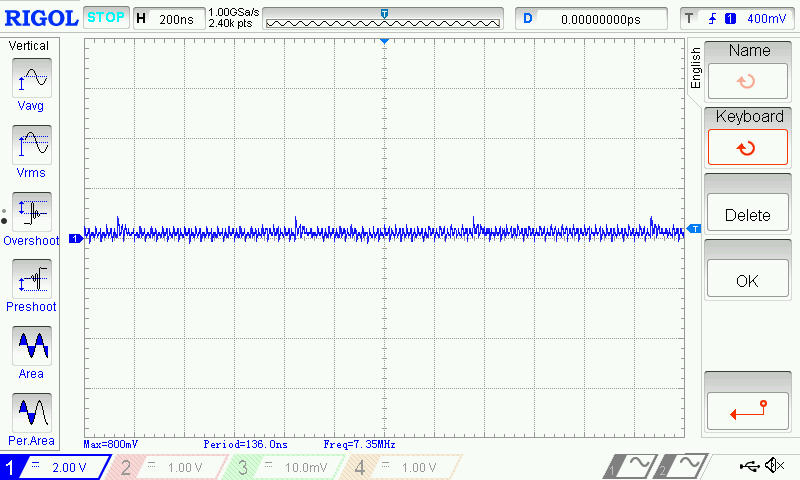 RIGOL STOP H 200ns 1.00GSa/s 2.40k pts D 0.00000000ps T 1 400mV
Vertical
Vavg
Vrms
Overshoot
Preshoot
Area
Per.Area
1
T
T
Max=800mV Period=136.0ns Freq=7.35MHz
English
Name
Keyboard
Delete
OK
1 2.00 V 2 1.00 V 3 10.0mV 4 1.00 V 1 2